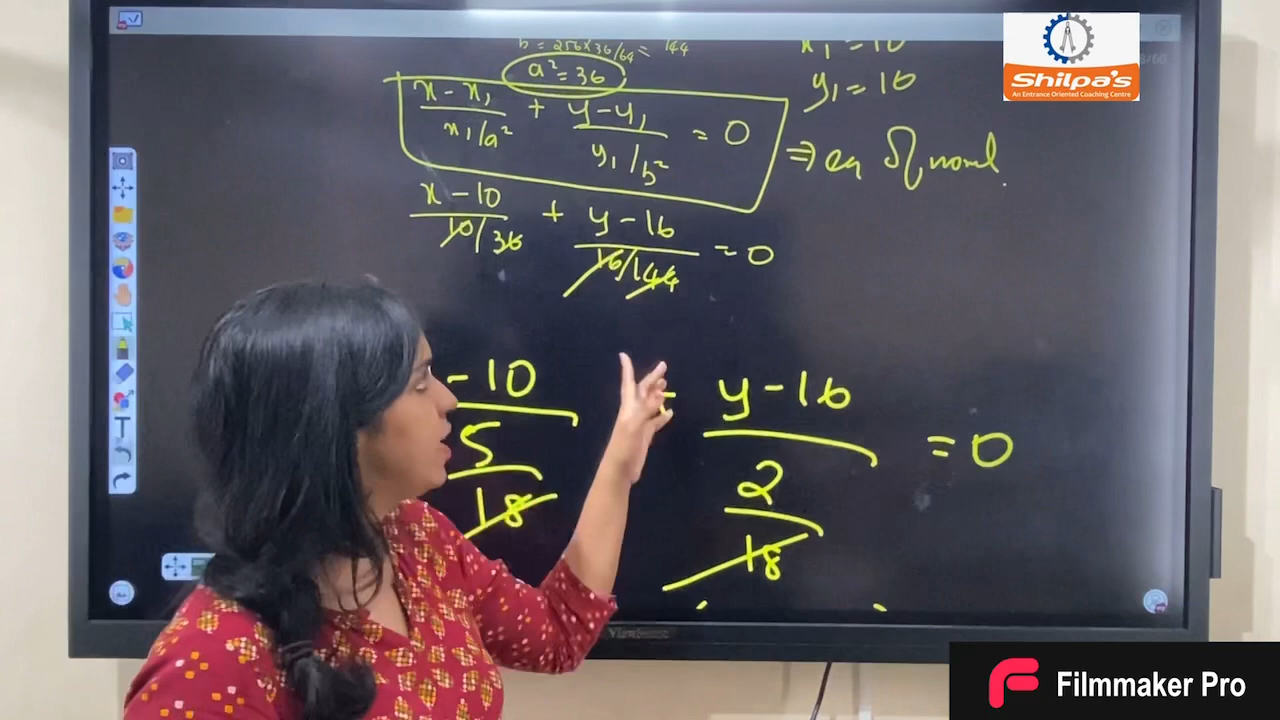 b = 256×36/64 = 144
a² = 36
x₁ = 10
y₁ = 16
Shilpa's
An Entrance Oriented Coaching Centre
/60
x - x₁ / x₁/a² + y - y₁ / y₁/b² = 0
⇒ eq of normal.
x - 10 / 10/36 + y - 16 / 16/144 = 0
- 10 / 5/18 + y - 16 / 2/18 = 0
T
ViewSonic
Filmmaker Pro